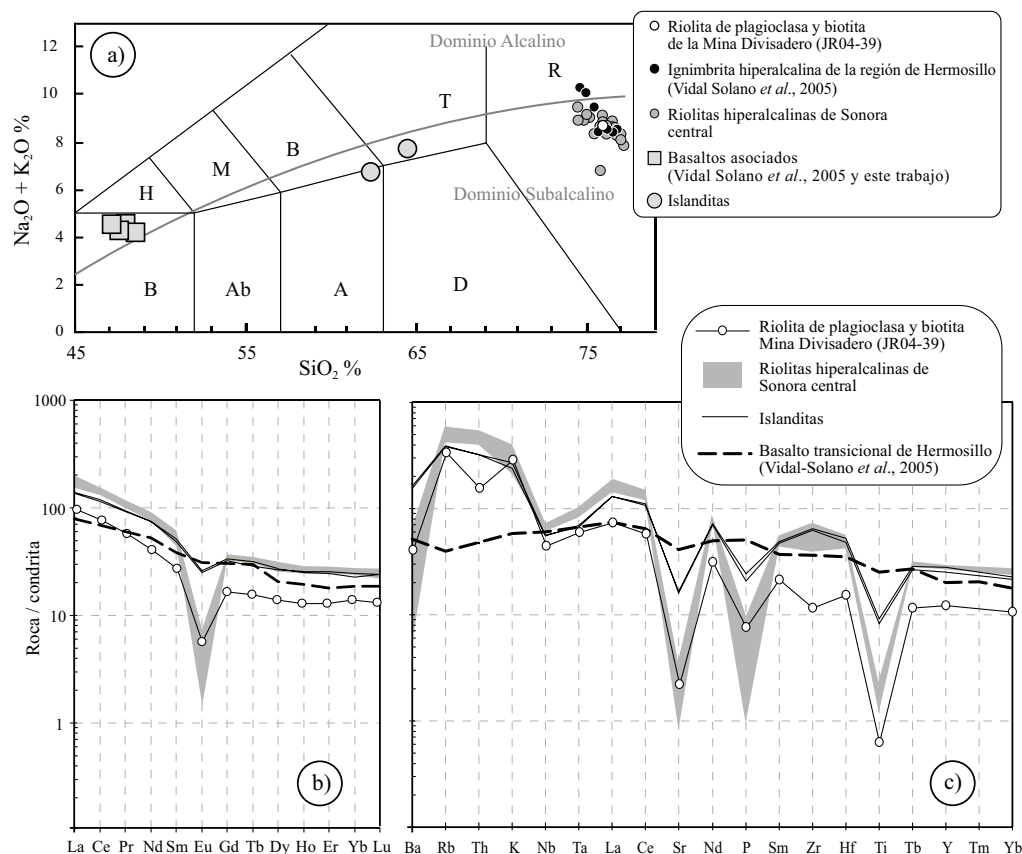 a)
Na2O + K2O %
12
10
8
6
4
2
0
45
55
65
75
SiO2 %
Dominio Alcalino
Dominio Subalcalino
R
T
B
M
H
B
Ab
A
D
Riolita de plagioclasa y biotita
de la Mina Divisadero (JR04-39)
Ignimbrita hiperalcalina de la región de Hermosillo
(Vidal Solano et al., 2005)
Riolitas hiperalcalinas de Sonora
central
Basaltos asociados
(Vidal Solano et al., 2005 y este trabajo)
Islanditas
Riolita de plagioclasa y biotita
Mina Divisadero (JR04-39)
Riolitas hiperalcalinas de
Sonora central
Islanditas
Basalto transicional de Hermosillo
(Vidal-Solano et al., 2005)
Roca / condrita
1000
100
10
1
b)
La Ce Pr Nd Sm Eu Gd Tb Dy Ho Er Yb Lu
c)
Ba Rb Th K Nb Ta La Ce Sr Nd P Sm Zr Hf Ti Tb Y Tm Yb